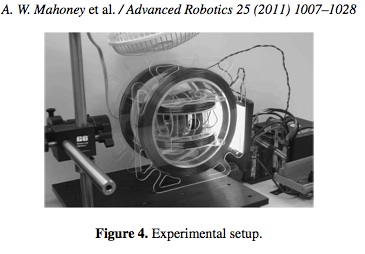 A. W. Mahoney et al. / Advanced Robotics 25 (2011) 1007–1028
Figure 4. Experimental setup.